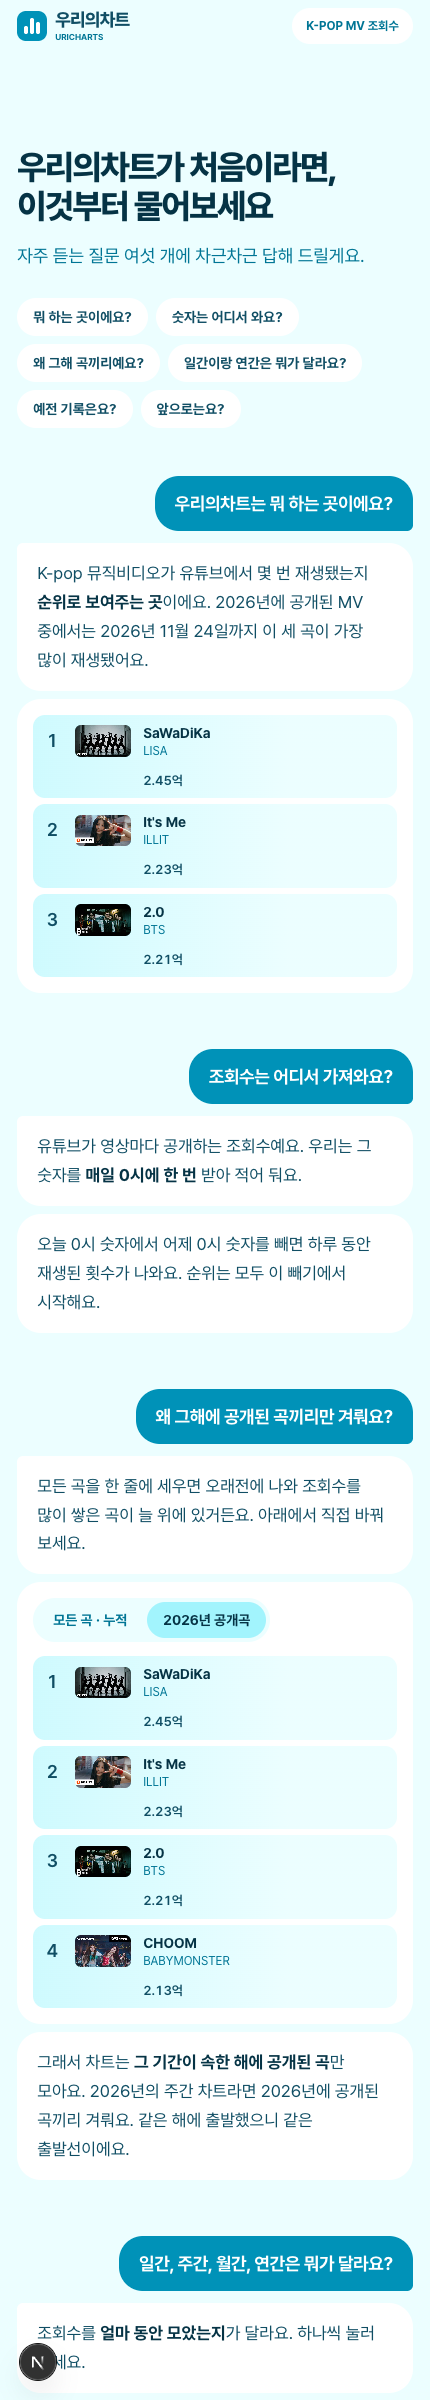 우리의차트
URICHARTS
K-POP MV 조회수
우리의차트가 처음이라면,
이것부터 물어보세요
자주 듣는 질문 여섯 개에 차근차근 답해 드릴게요.
뭐 하는 곳이에요?
숫자는 어디서 와요?
왜 그해 곡끼리예요?
일간이랑 연간은 뭐가 달라요?
예전 기록은요?
앞으로는요?
우리의차트는 뭐 하는 곳이에요?
K-pop 뮤직비디오가 유튜브에서 몇 번 재생됐는지
순위로 보여주는 곳이에요. 2026년에 공개된 MV
중에서는 2026년 11월 24일까지 이 세 곡이 가장
많이 재생됐어요.
1
SaWaDiKa
LISA
2.45억
2
It's Me
ILLIT
2.23억
3
2.0
BTS
2.21억
조회수는 어디서 가져와요?
유튜브가 영상마다 공개하는 조회수예요. 우리는 그
숫자를 매일 0시에 한 번 받아 적어 둬요.
오늘 0시 숫자에서 어제 0시 숫자를 빼면 하루 동안
재생된 횟수가 나와요. 순위는 모두 이 빼기에서
시작해요.
왜 그해에 공개된 곡끼리만 겨뤄요?
모든 곡을 한 줄에 세우면 오래전에 나와 조회수를
많이 쌓은 곡이 늘 위에 있거든요. 아래에서 직접 바꿔
보세요.
모든 곡 · 누적
2026년 공개곡
1
SaWaDiKa
LISA
2.45억
2
It's Me
ILLIT
2.23억
3
2.0
BTS
2.21억
4
CHOOM
BABYMONSTER
2.13억
그래서 차트는 그 기간이 속한 해에 공개된 곡만
모아요. 2026년의 주간 차트라면 2026년에 공개된
곡끼리 겨뤄요. 같은 해에 출발했으니 같은
출발선이에요.
일간, 주간, 월간, 연간은 뭐가 달라요?
조회수를 얼마 동안 모았는지가 달라요. 하나씩 눌러
세요.
N